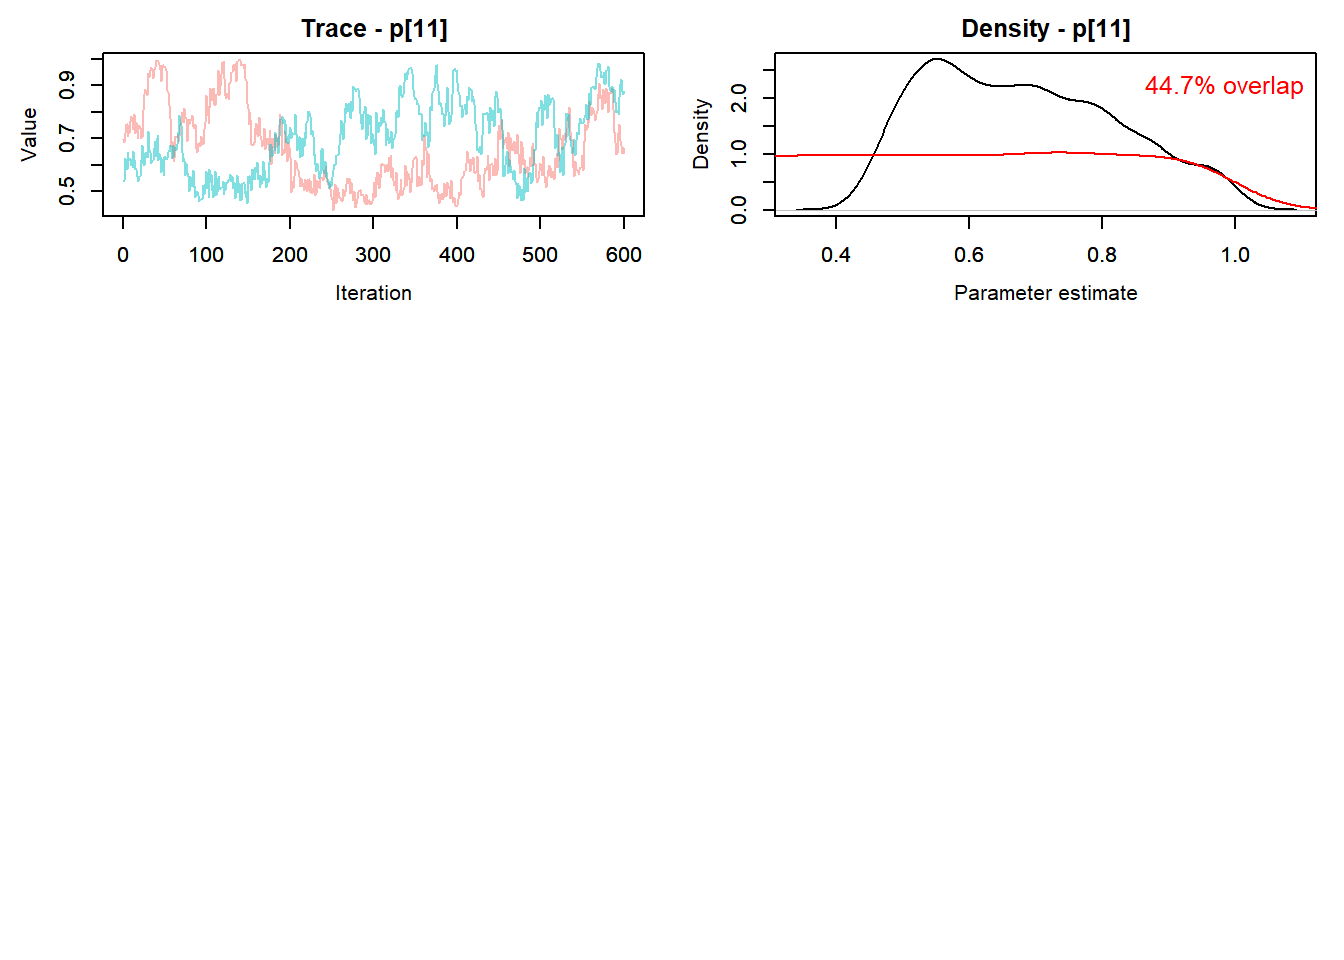 Trace - p[11]
Value
0.5 0.7 0.9
0 100 200 300 400 500 600
Iteration
Density - p[11]
44.7% overlap
Density
0.0 1.0 2.0
0.4 0.6 0.8 1.0
Parameter estimate